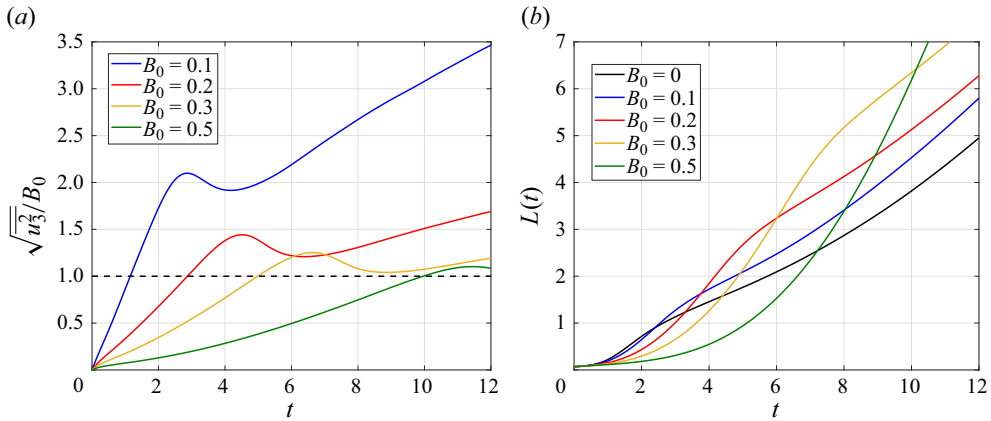 (a)
3.5
3.0
2.5
2.0
1.5
1.0
0.5
0
2
4
6
8
10
12
t
√u₃²/B₀
B₀ = 0.1
B₀ = 0.2
B₀ = 0.3
B₀ = 0.5
(b)
7
6
5
4
3
2
1
0
2
4
6
8
10
12
t
L(t)
B₀ = 0
B₀ = 0.1
B₀ = 0.2
B₀ = 0.3
B₀ = 0.5